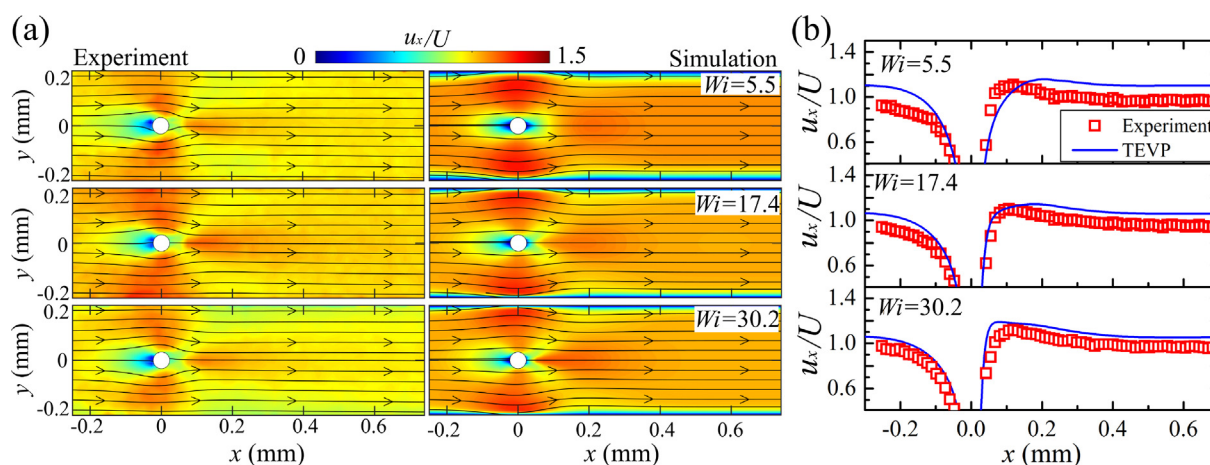 (a)
Experiment
0
u_x/U
1.5
Simulation
0.2
0
-0.2
y (mm)
Wi=5.5
0.2
0
-0.2
y (mm)
Wi=17.4
0.2
0
-0.2
y (mm)
Wi=30.2
-0.2 0 0.2 0.4 0.6
-0.2 0 0.2 0.4 0.6
x (mm)
x (mm)
(b)
1.4
1.0
0.8
u_x/U
Wi=5.5
Experiment
TEVP
1.4
1.0
0.6
u_x/U
Wi=17.4
1.4
1.0
0.6
u_x/U
Wi=30.2
-0.2 0.0 0.2 0.4 0.6
x (mm)